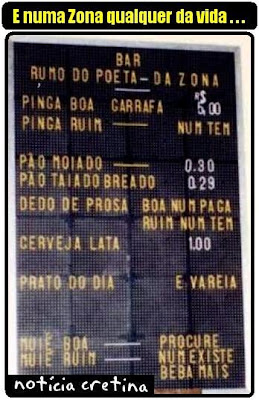 E numa Zona qualquer da vida . . .
BAR
RUMO DO POETA - DA ZONA
R$
PINGA BOA GARRAFA 6,00
PINGA RUIM — NUM TEM
PÃO MOIADO — 0.30
PÃO TAIADO BREADO 0.29
DEDO DE PROSA BOA NUM PAGA
RUIM NUM TEM
CERVEJA LATA 1.00
PRATO DO DIA E VAREIA
MUIÉ BOA — PROCURE
MUIÉ RUIM — NUM EXISTE
BEBA MAIS
notícia cretina